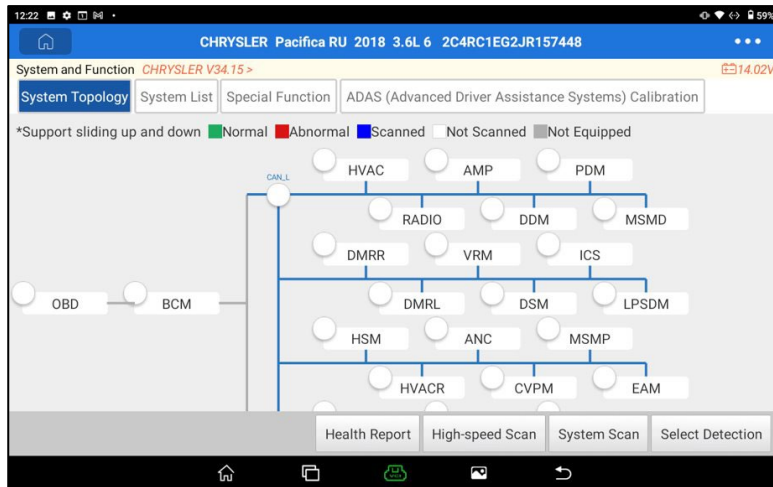 12:22
59%
CHRYSLER Pacifica RU 2018 3.6L 6 2C4RC1EG2JR157448
System and Function CHRYSLER V34.15 >
14.02V
System Topology System List Special Function ADAS (Advanced Driver Assistance Systems) Calibration
*Support sliding up and down Normal Abnormal Scanned Not Scanned Not Equipped
CAN_L
HVAC AMP PDM
RADIO DDM MSMD
DMRR VRM ICS
OBD BCM
DMRL DSM LPSDM
HSM ANC MSMP
HVACR CVPM EAM
Health Report High-speed Scan System Scan Select Detection